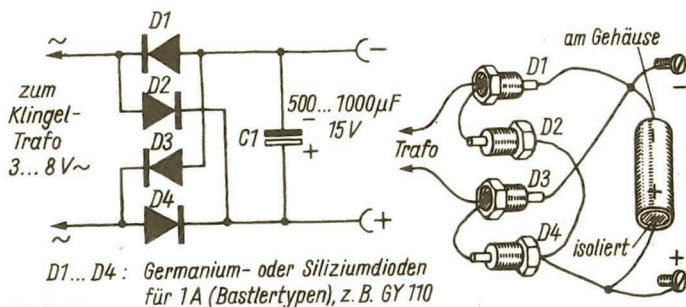 ~
D1
−
D2
zum
Klingel-
Trafo
3...8 V~
D3
C1
500...1000µF
− 15V
+
D4
~
+
D1...D4: Germanium- oder Siliziumdioden
für 1A (Bastlertypen), z. B. GY 110
am Gehäuse
D1
−
D2
Trafo
D3
+
D4
isoliert
+